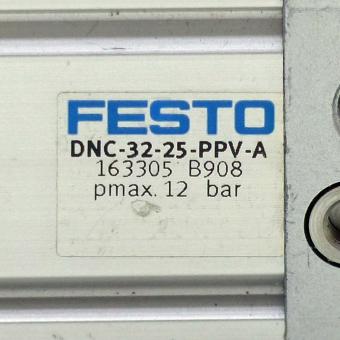 FESTO
DNC-32-25-PPV-A
163305 B908
pmax. 12 bar